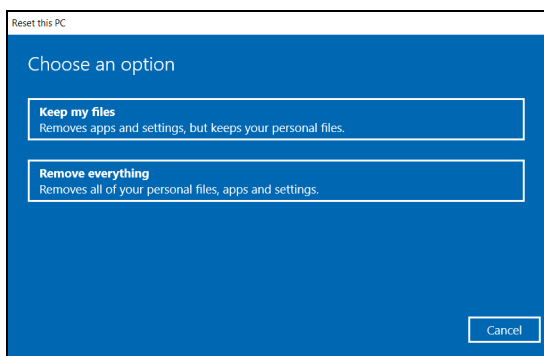 Reset this PC
Choose an option
Keep my files
Removes apps and settings, but keeps your personal files.
Remove everything
Removes all of your personal files, apps and settings.
Cancel